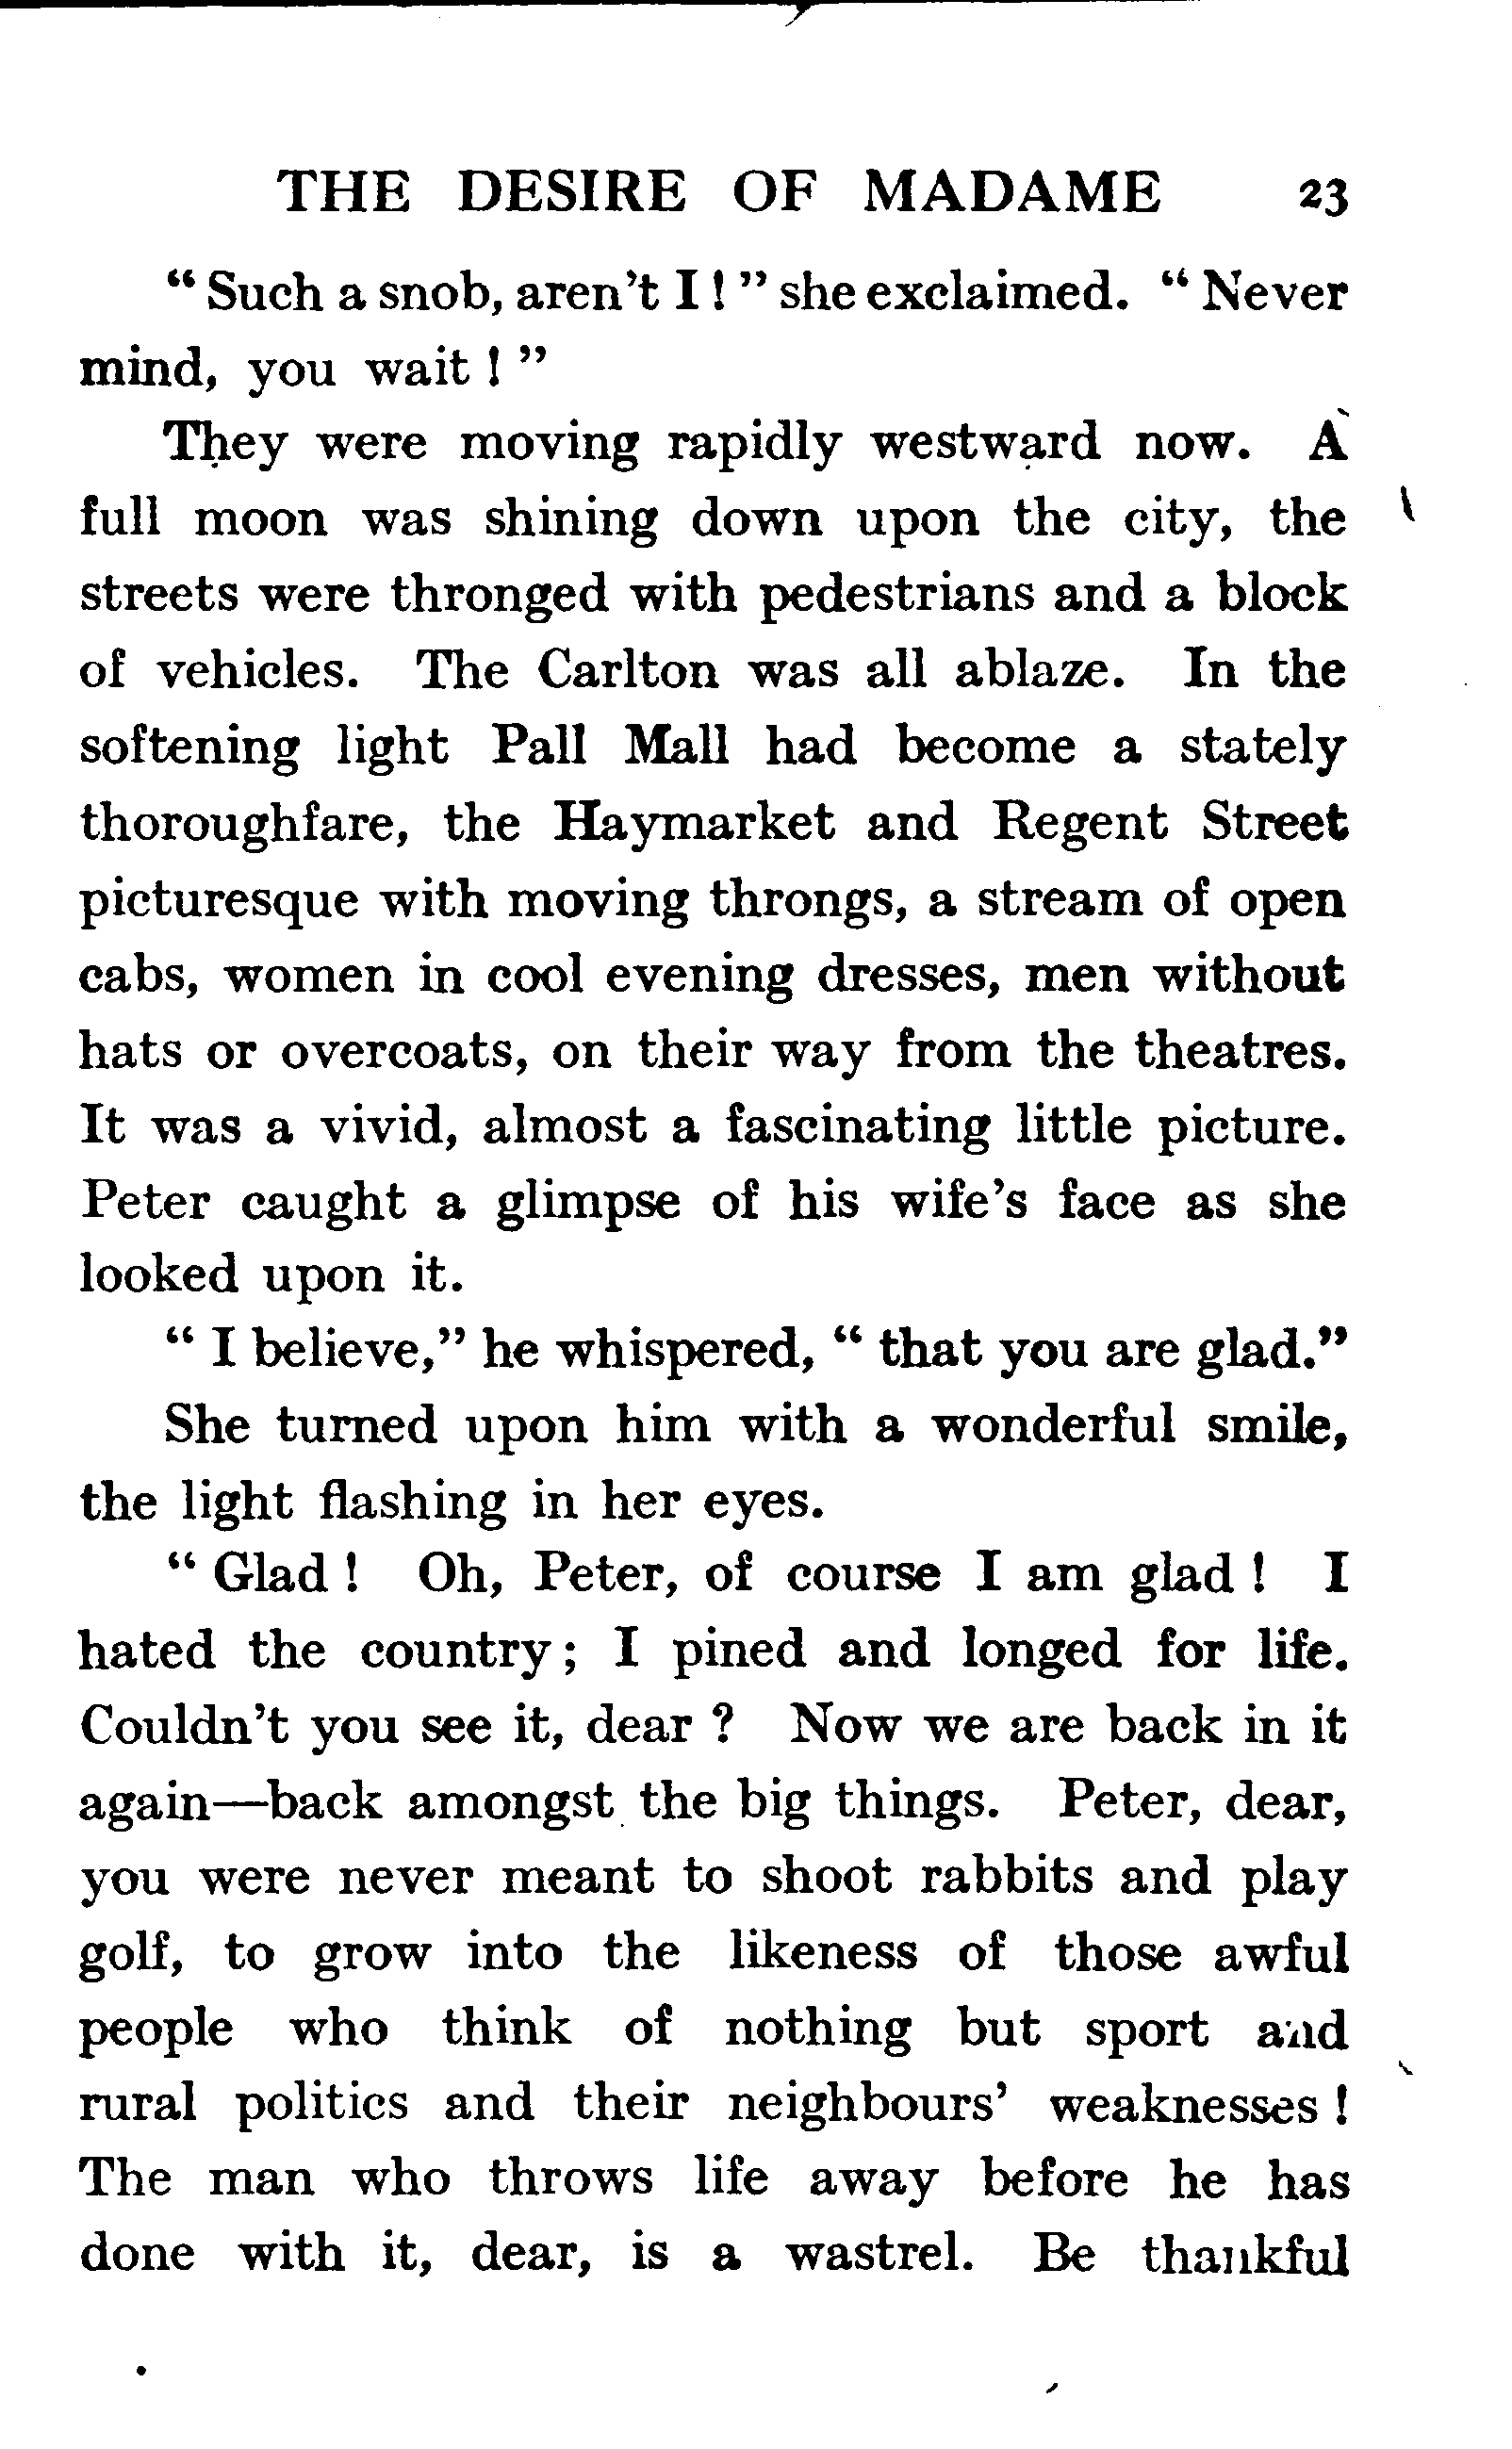 THE DESIRE OF MADAME 23
“ Such a snob, aren’t I ! ” she exclaimed. “ Never
mind, you wait ! ”
They were moving rapidly westward now. A
full moon was shining down upon the city, the
streets were thronged with pedestrians and a block
of vehicles. The Carlton was all ablaze. In the
softening light Pall Mall had become a stately
thoroughfare, the Haymarket and Regent Street
picturesque with moving throngs, a stream of open
cabs, women in cool evening dresses, men without
hats or overcoats, on their way from the theatres.
It was a vivid, almost a fascinating little picture.
Peter caught a glimpse of his wife’s face as she
looked upon it.
“ I believe,” he whispered, “ that you are glad.”
She turned upon him with a wonderful smile,
the light flashing in her eyes.
“ Glad ! Oh, Peter, of course I am glad ! I
hated the country ; I pined and longed for life.
Couldn’t you see it, dear ? Now we are back in it
again—back amongst the big things. Peter, dear,
you were never meant to shoot rabbits and play
golf, to grow into the likeness of those awful
people who think of nothing but sport and
rural politics and their neighbours’ weaknesses !
The man who throws life away before he has
done with it, dear, is a wastrel. Be thankful